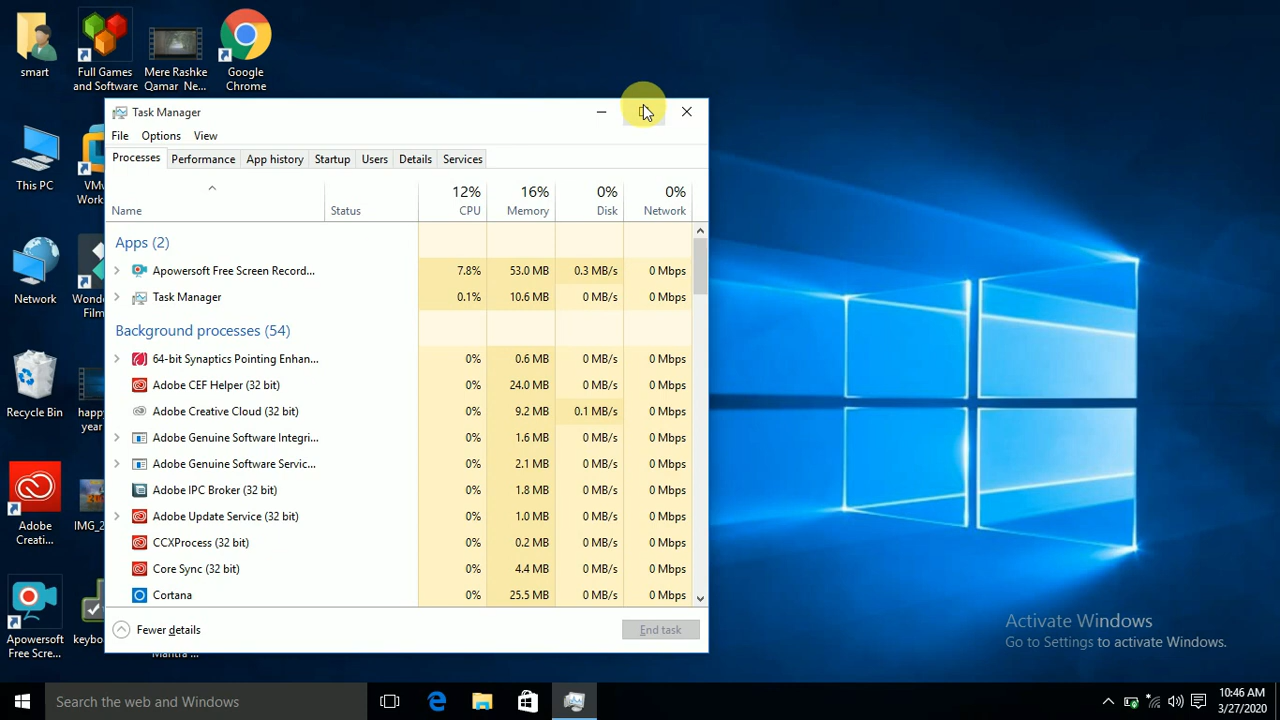 smart
Full Games
and Software
Mere Rashke
Qamar Ne...
Google
Chrome
Task Manager
File Options View
Processes Performance App history Startup Users Details Services
12% 16% 0% 0%
Name Status CPU Memory Disk Network
Apps (2)
Apowersoft Free Screen Record... 7.8% 53.0 MB 0.3 MB/s 0 Mbps
Task Manager 0.1% 10.6 MB 0 MB/s 0 Mbps
Background processes (54)
64-bit Synaptics Pointing Enhan... 0% 0.6 MB 0 MB/s 0 Mbps
Adobe CEF Helper (32 bit) 0% 24.0 MB 0 MB/s 0 Mbps
Adobe Creative Cloud (32 bit) 0% 9.2 MB 0.1 MB/s 0 Mbps
Adobe Genuine Software Integri... 0% 1.6 MB 0 MB/s 0 Mbps
Adobe Genuine Software Servic... 0% 2.1 MB 0 MB/s 0 Mbps
Adobe IPC Broker (32 bit) 0% 1.8 MB 0 MB/s 0 Mbps
Adobe Update Service (32 bit) 0% 1.0 MB 0 MB/s 0 Mbps
CCXProcess (32 bit) 0% 0.2 MB 0 MB/s 0 Mbps
Core Sync (32 bit) 0% 4.4 MB 0 MB/s 0 Mbps
Cortana 0% 25.5 MB 0 MB/s 0 Mbps
Fewer details End task
This PC
VMw
Work
Network
Wond
Film
Recycle Bin
happy
year
Adobe
Creati...
IMG_2
Apowersoft
Free Scre...
keybo
Mantra ...
Activate Windows
Go to Settings to activate Windows.
Search the web and Windows
10:46 AM
3/27/2020